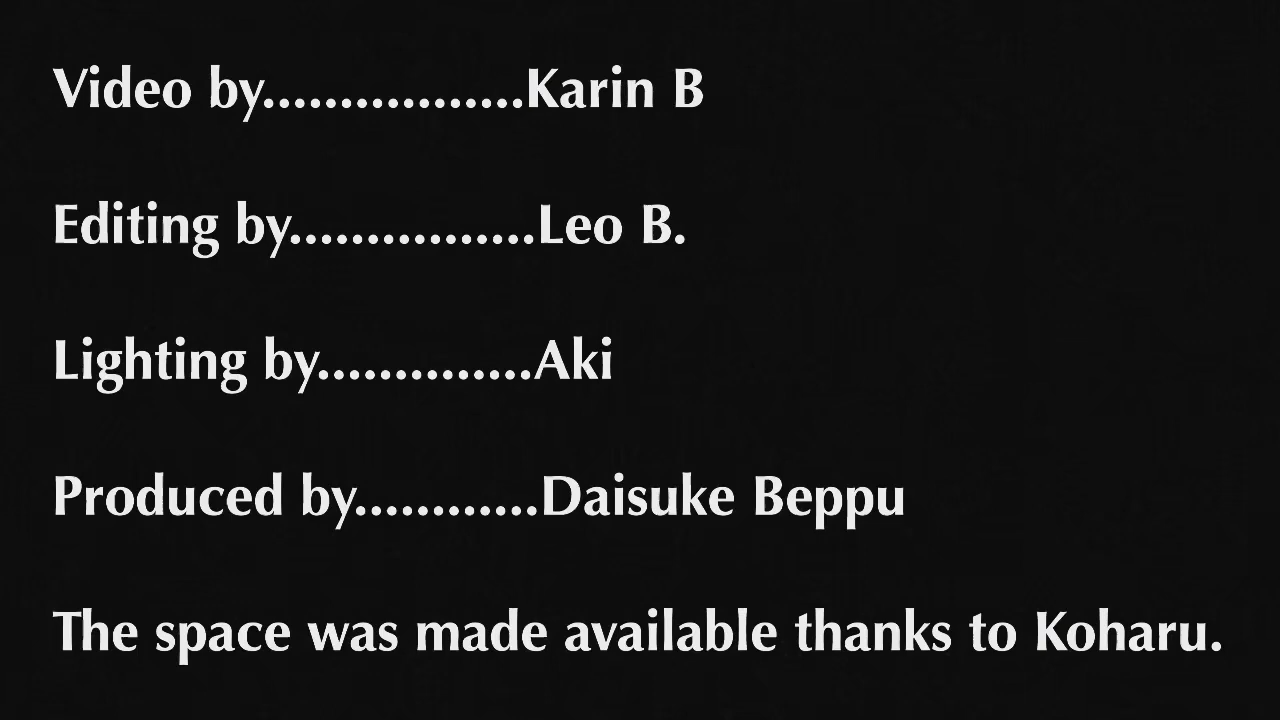 Video by.................Karin B
Editing by................Leo B.
Lighting by..............Aki
Produced by............Daisuke Beppu
The space was made available thanks to Koharu.